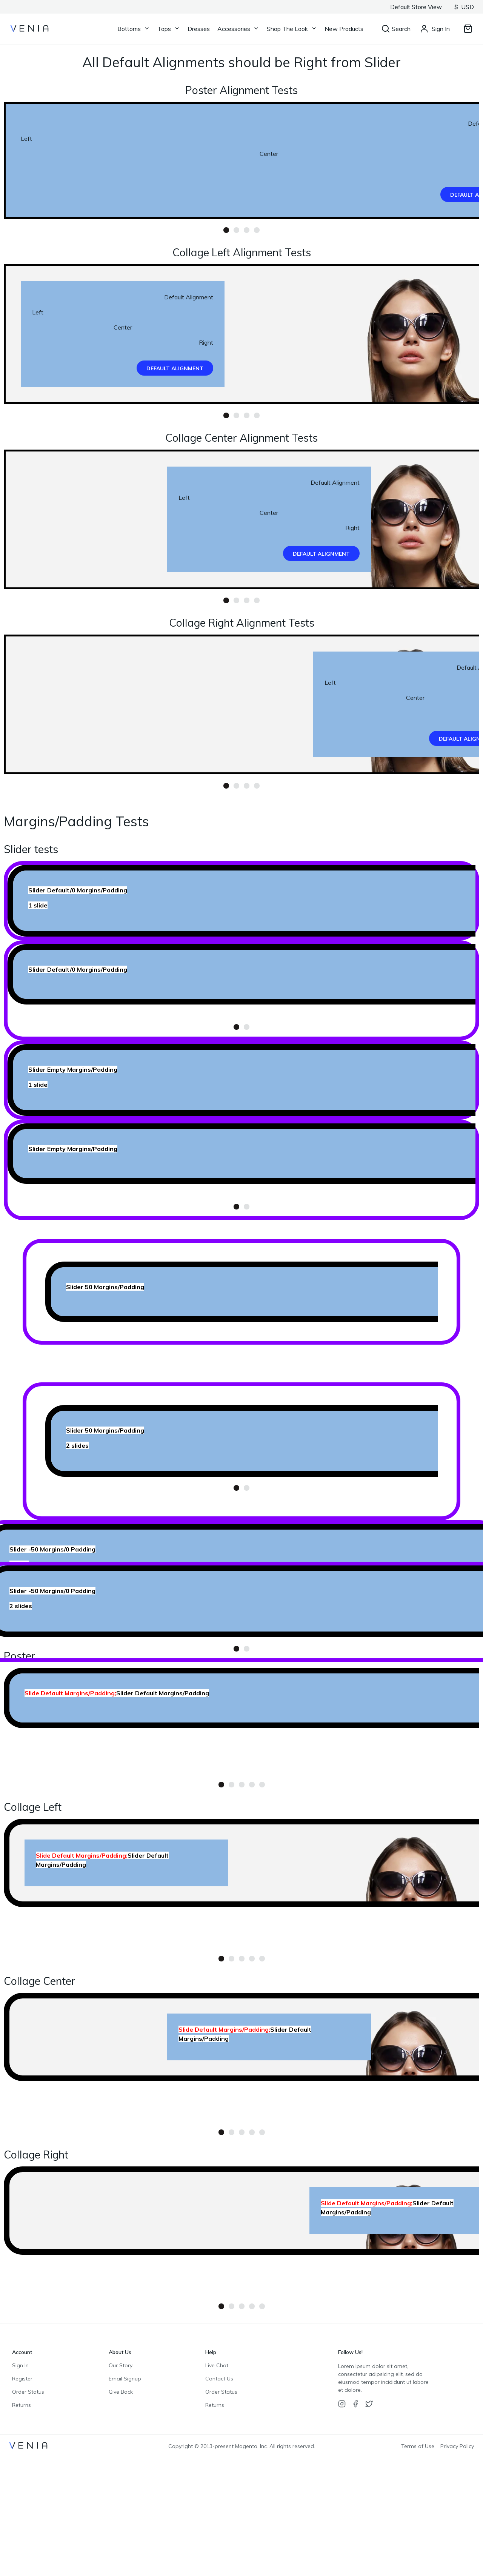 Default Store View $ USD
VENIA Bottoms Tops Dresses Accessories Shop The Look New Products Search Sign In
All Default Alignments should be Right from Slider
Poster Alignment Tests
Left
Center
DEFAULT
Collage Left Alignment Tests
Default Alignment
Left
Center
Right
DEFAULT ALIGNMENT
Collage Center Alignment Tests
Default Alignment
Left
Center
Right
DEFAULT ALIGNMENT
Collage Right Alignment Tests
Default
Left
Center
DEFAULT
Margins/Padding Tests
Slider tests
Slider Default/0 Margins/Padding
1 slide
Slider Default/0 Margins/Padding
Slider Empty Margins/Padding
1 slide
Slider Empty Margins/Padding
Slider 50 Margins/Padding
Slider 50 Margins/Padding
2 slides
Slider -50 Margins/0 Padding
Slider -50 Margins/0 Padding
2 slides
Poster
Slide Default Margins/Padding;Slider Default Margins/Padding
Collage Left
Slide Default Margins/Padding;Slider Default
Margins/Padding
Collage Center
Slide Default Margins/Padding;Slider Default
Margins/Padding
Collage Right
Slide Default Margins/Padding;Slider Default
Margins/Padding
Account
Sign In
Register
Order Status
Returns
About Us
Our Story
Email Signup
Give Back
Help
Live Chat
Contact Us
Order Status
Returns
Follow Us!
Lorem ipsum dolor sit amet,
consectetur adipiscing elit, sed do
eiusmod tempor incididunt ut labore
et dolore.
VENIA Copyright © 2013-present Magento, Inc. All rights reserved. Terms of Use Privacy Policy